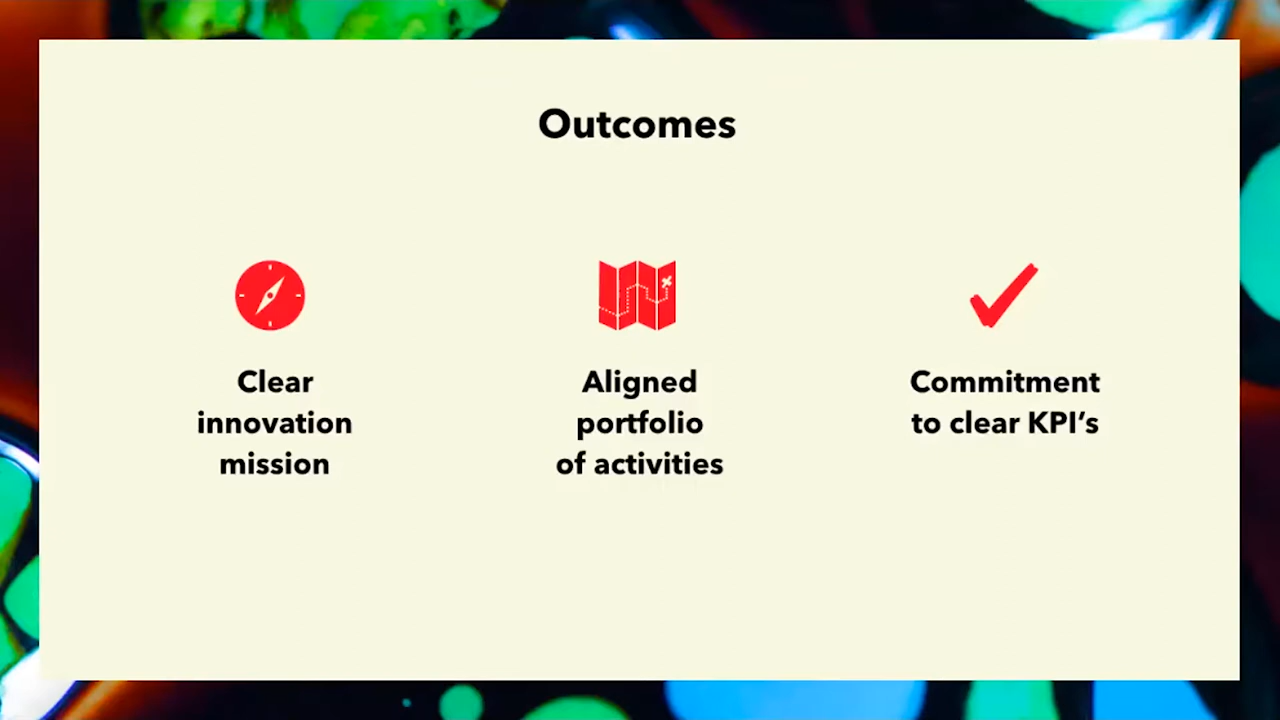 Outcomes
Clear
innovation
mission
Aligned
portfolio
of activities
Commitment
to clear KPI’s